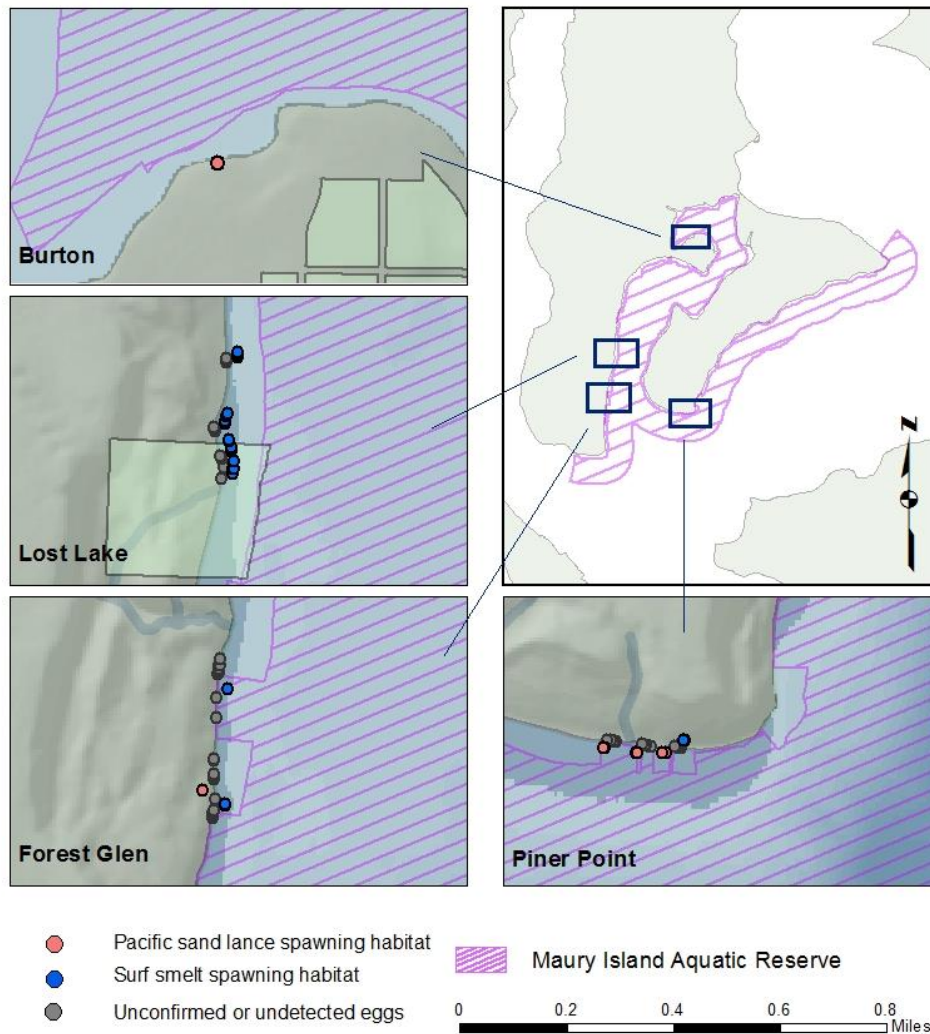 Burton
Lost Lake
Forest Glen
Piner Point
N
Pacific sand lance spawning habitat
Surf smelt spawning habitat
Unconfirmed or undetected eggs
Maury Island Aquatic Reserve
0 0.2 0.4 0.6 0.8
Miles